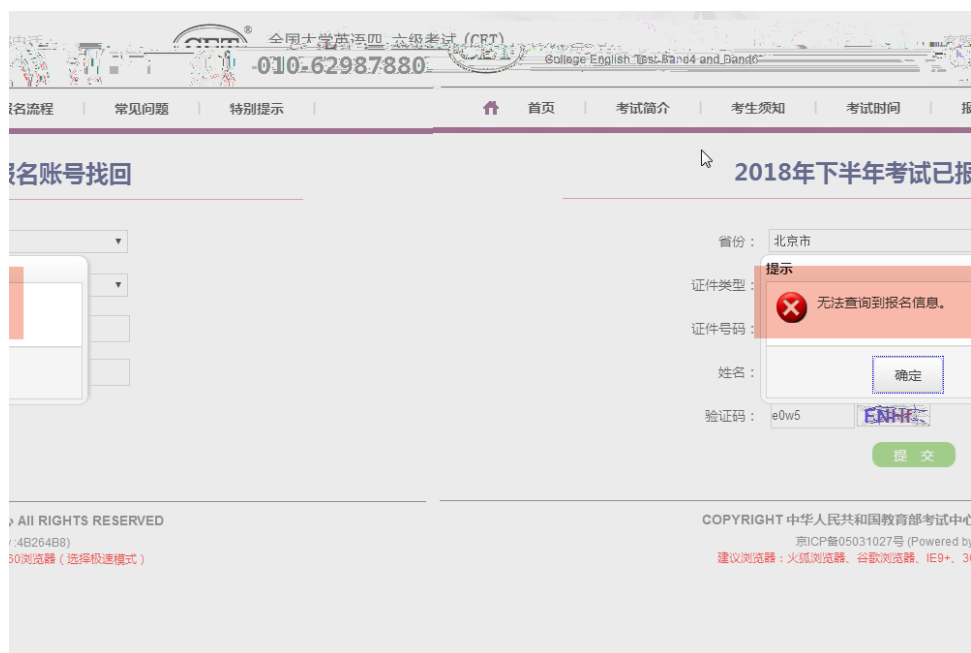 全国大学英语四、六级考试 (CET)
-010-62987880
College English Test Band4 and Band6
报名流程 常见问题 特别提示 首页 考试简介 考生须知 考试时间 报
报名账号找回 2018年下半年考试已报
省份： 北京市
提示
证件类型：
无法查询到报名信息。
证件号码：
姓名： 确定
验证码： e0w5
提 交
All RIGHTS RESERVED COPYRIGHT 中华人民共和国教育部考试中心
:4B264B8) 京ICP备05031027号 (Powered by
60浏览器 ( 选择极速模式 ) 建议浏览器：火狐浏览器、谷歌浏览器、IE9+、36